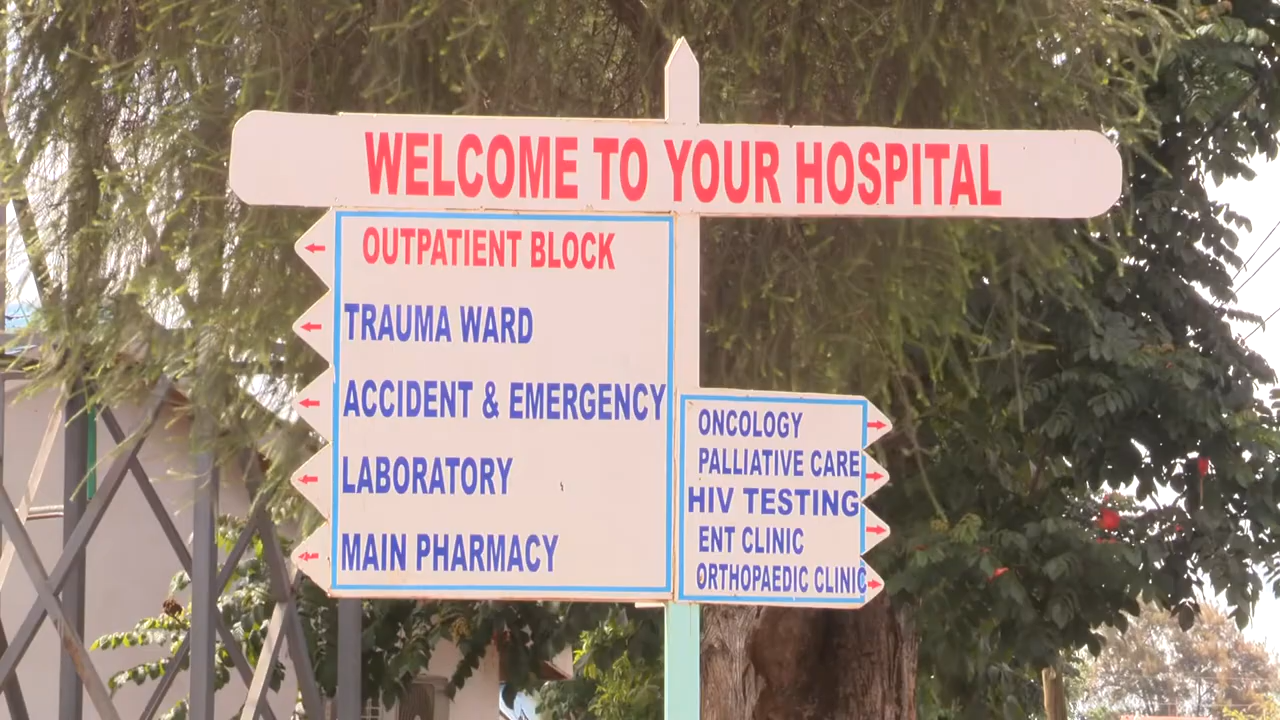 WELCOME TO YOUR HOSPITAL
OUTPATIENT BLOCK
TRAUMA WARD
ACCIDENT & EMERGENCY
LABORATORY
MAIN PHARMACY
ONCOLOGY
PALLIATIVE CARE
HIV TESTING
ENT CLINIC
ORTHOPAEDIC CLINIC